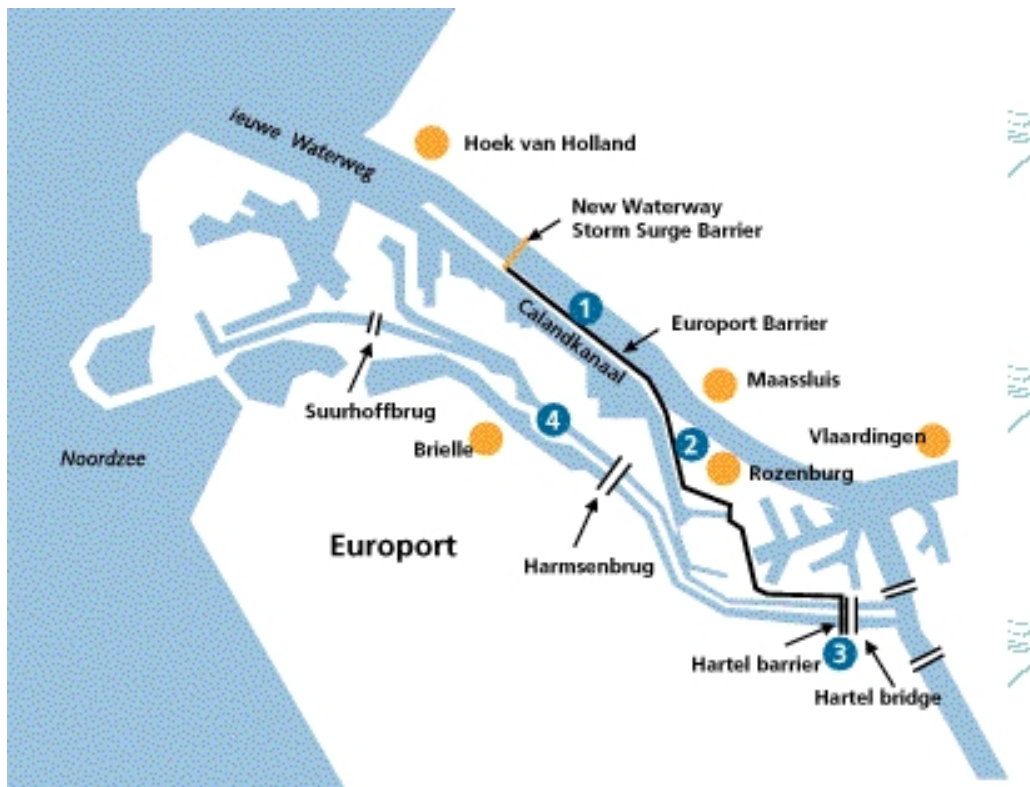 ieuwe Waterweg
Hoek van Holland
New Waterway
Storm Surge Barrier
1
Calandkanaal
Europort Barrier
Maassluis
Suurhoffbrug
4
Brielle
2
Vlaardingen
Rozenburg
Noordzee
Europort
Harmsenbrug
Hartel barrier
3
Hartel bridge